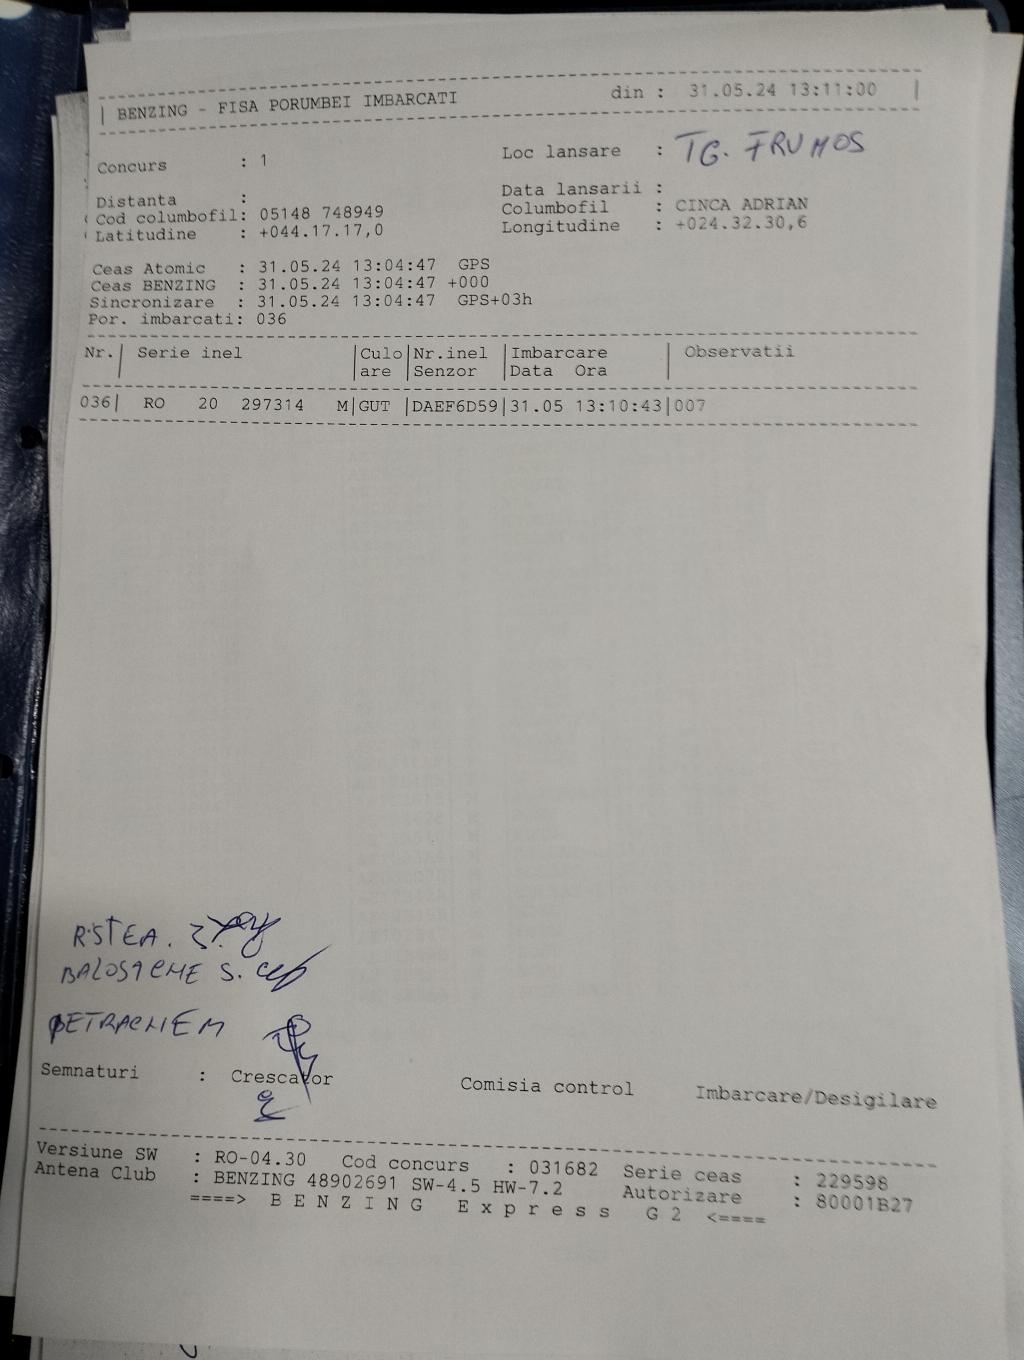 BENZING - FISA PORUMBEI IMBARCATI din : 31.05.24 13:11:00
Concurs : 1 Loc lansare : TG. FRUMOS
Distanta : Data lansarii :
Cod columbofil: 05148 748949 Columbofil : CINCA ADRIAN
Latitudine : +044.17.17,0 Longitudine : +024.32.30,6
Ceas Atomic : 31.05.24 13:04:47 GPS
Ceas BENZING : 31.05.24 13:04:47 +000
Sincronizare : 31.05.24 13:04:47 GPS+03h
Por. imbarcati: 036
Nr.| Serie inel |Culo|Nr.inel |Imbarcare | Observatii
| |are |Senzor |Data Ora |
036| RO 20 297314 M|GUT |DAEF6D59|31.05 13:10:43|007
RISTEA.
BALOSACHE S.
PETRACHE M
Semnaturi : Crescator Comisia control Imbarcare/Desigilare
Versiune SW : RO-04.30 Cod concurs : 031682 Serie ceas : 229598
Antena Club : BENZING 48902691 SW-4.5 HW-7.2 Autorizare : 80001B27
====> B E N Z I N G E x p r e s s G 2 <====